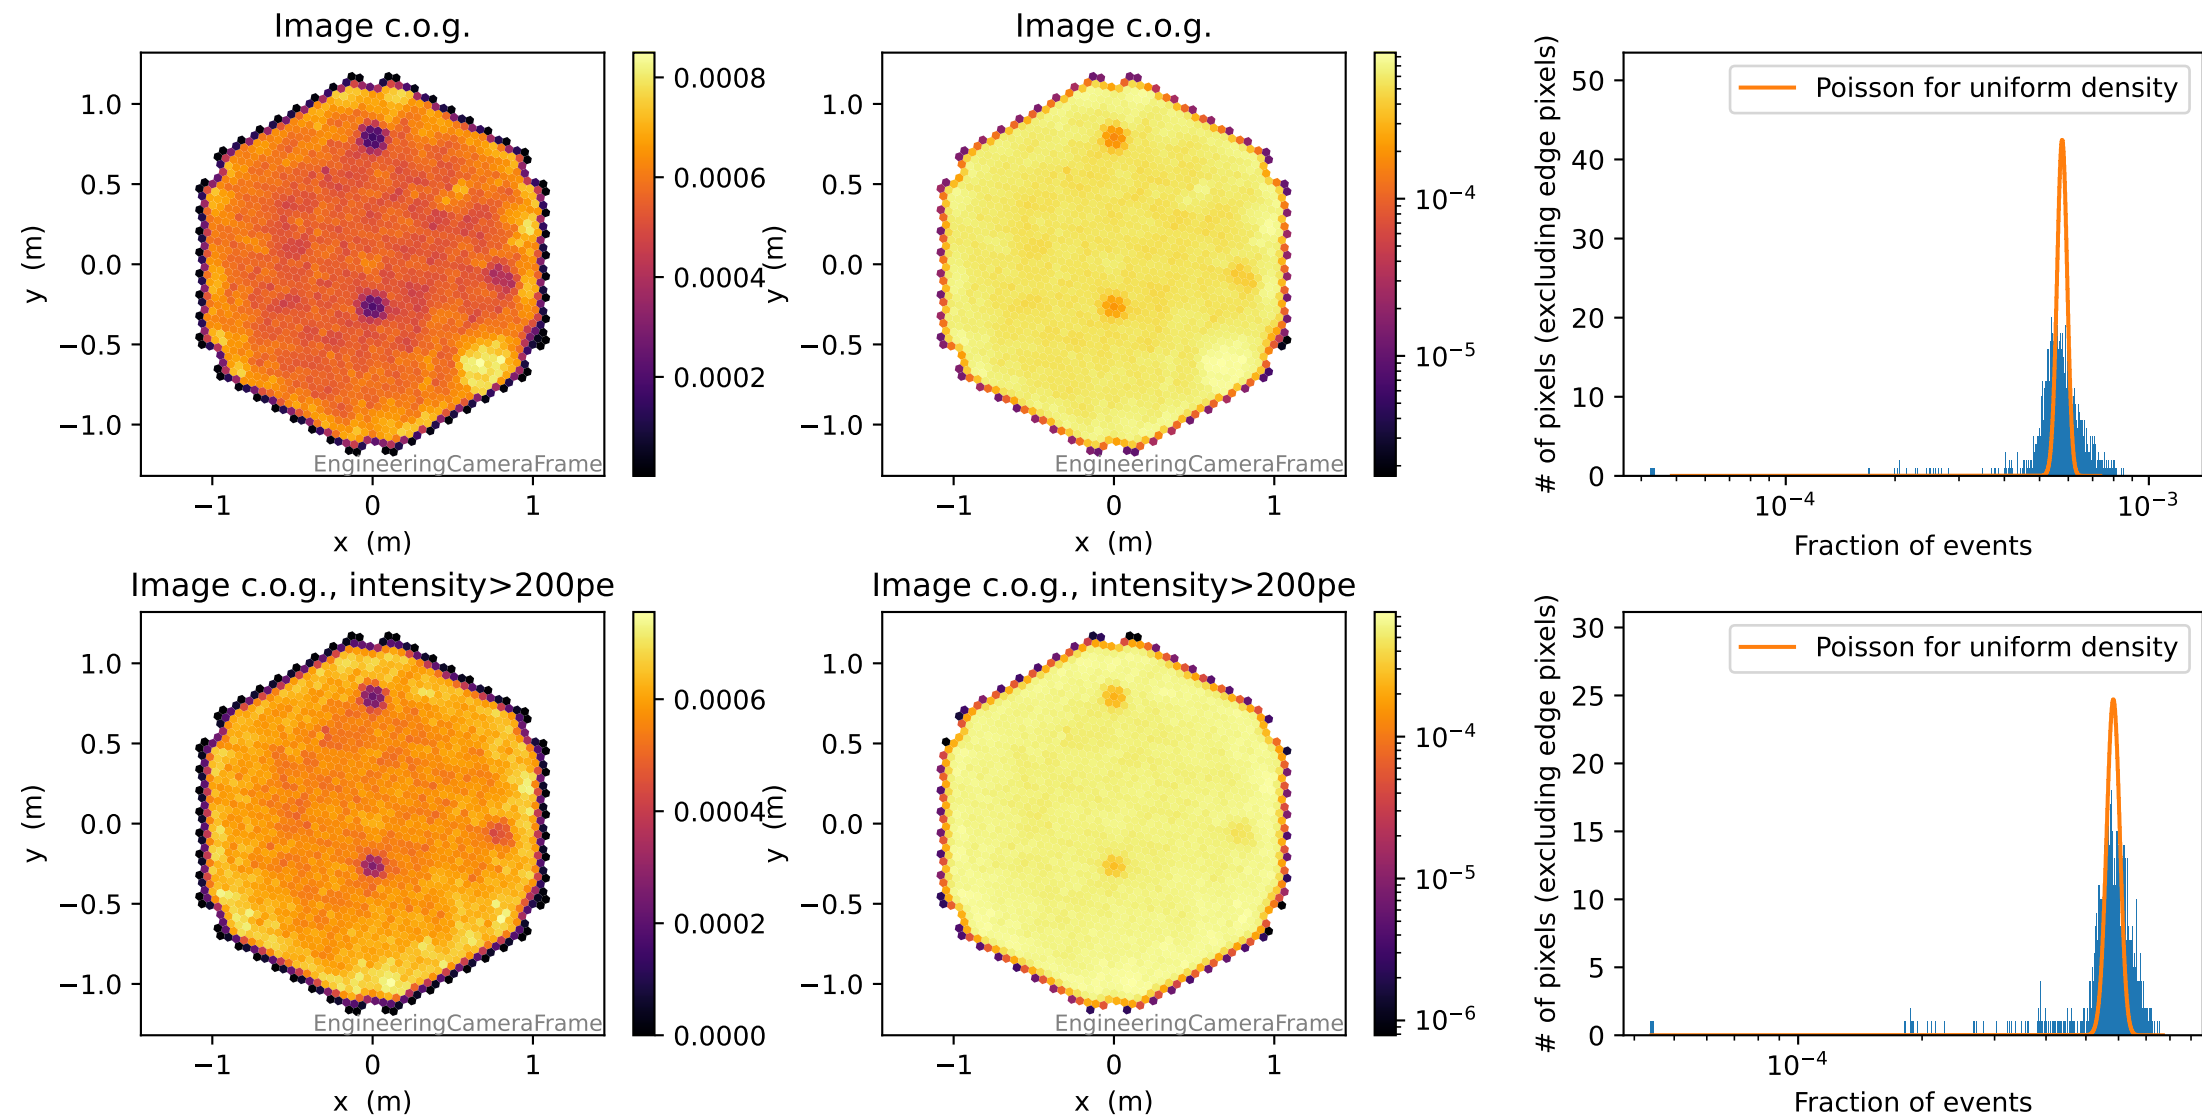 Image c.o.g.
1.0
0.5
0.0
−0.5
−1.0
y (m)
−1
0
1
x (m)
EngineeringCameraFrame
0.0008
0.0006
0.0004
0.0002
Image c.o.g.
1.0
0.5
0.0
−0.5
−1.0
y (m)
−1
0
1
x (m)
EngineeringCameraFrame
10⁻⁴
10⁻⁵
# of pixels (excluding edge pixels)
50
40
30
20
10
0
Poisson for uniform density
10⁻⁴
10⁻³
Fraction of events
Image c.o.g., intensity>200pe
1.0
0.5
0.0
−0.5
−1.0
y (m)
−1
0
1
x (m)
EngineeringCameraFrame
0.0006
0.0004
0.0002
0.0000
Image c.o.g., intensity>200pe
1.0
0.5
0.0
−0.5
−1.0
y (m)
−1
0
1
x (m)
EngineeringCameraFrame
10⁻⁴
10⁻⁵
10⁻⁶
# of pixels (excluding edge pixels)
30
25
20
15
10
5
0
Poisson for uniform density
10⁻⁴
Fraction of events